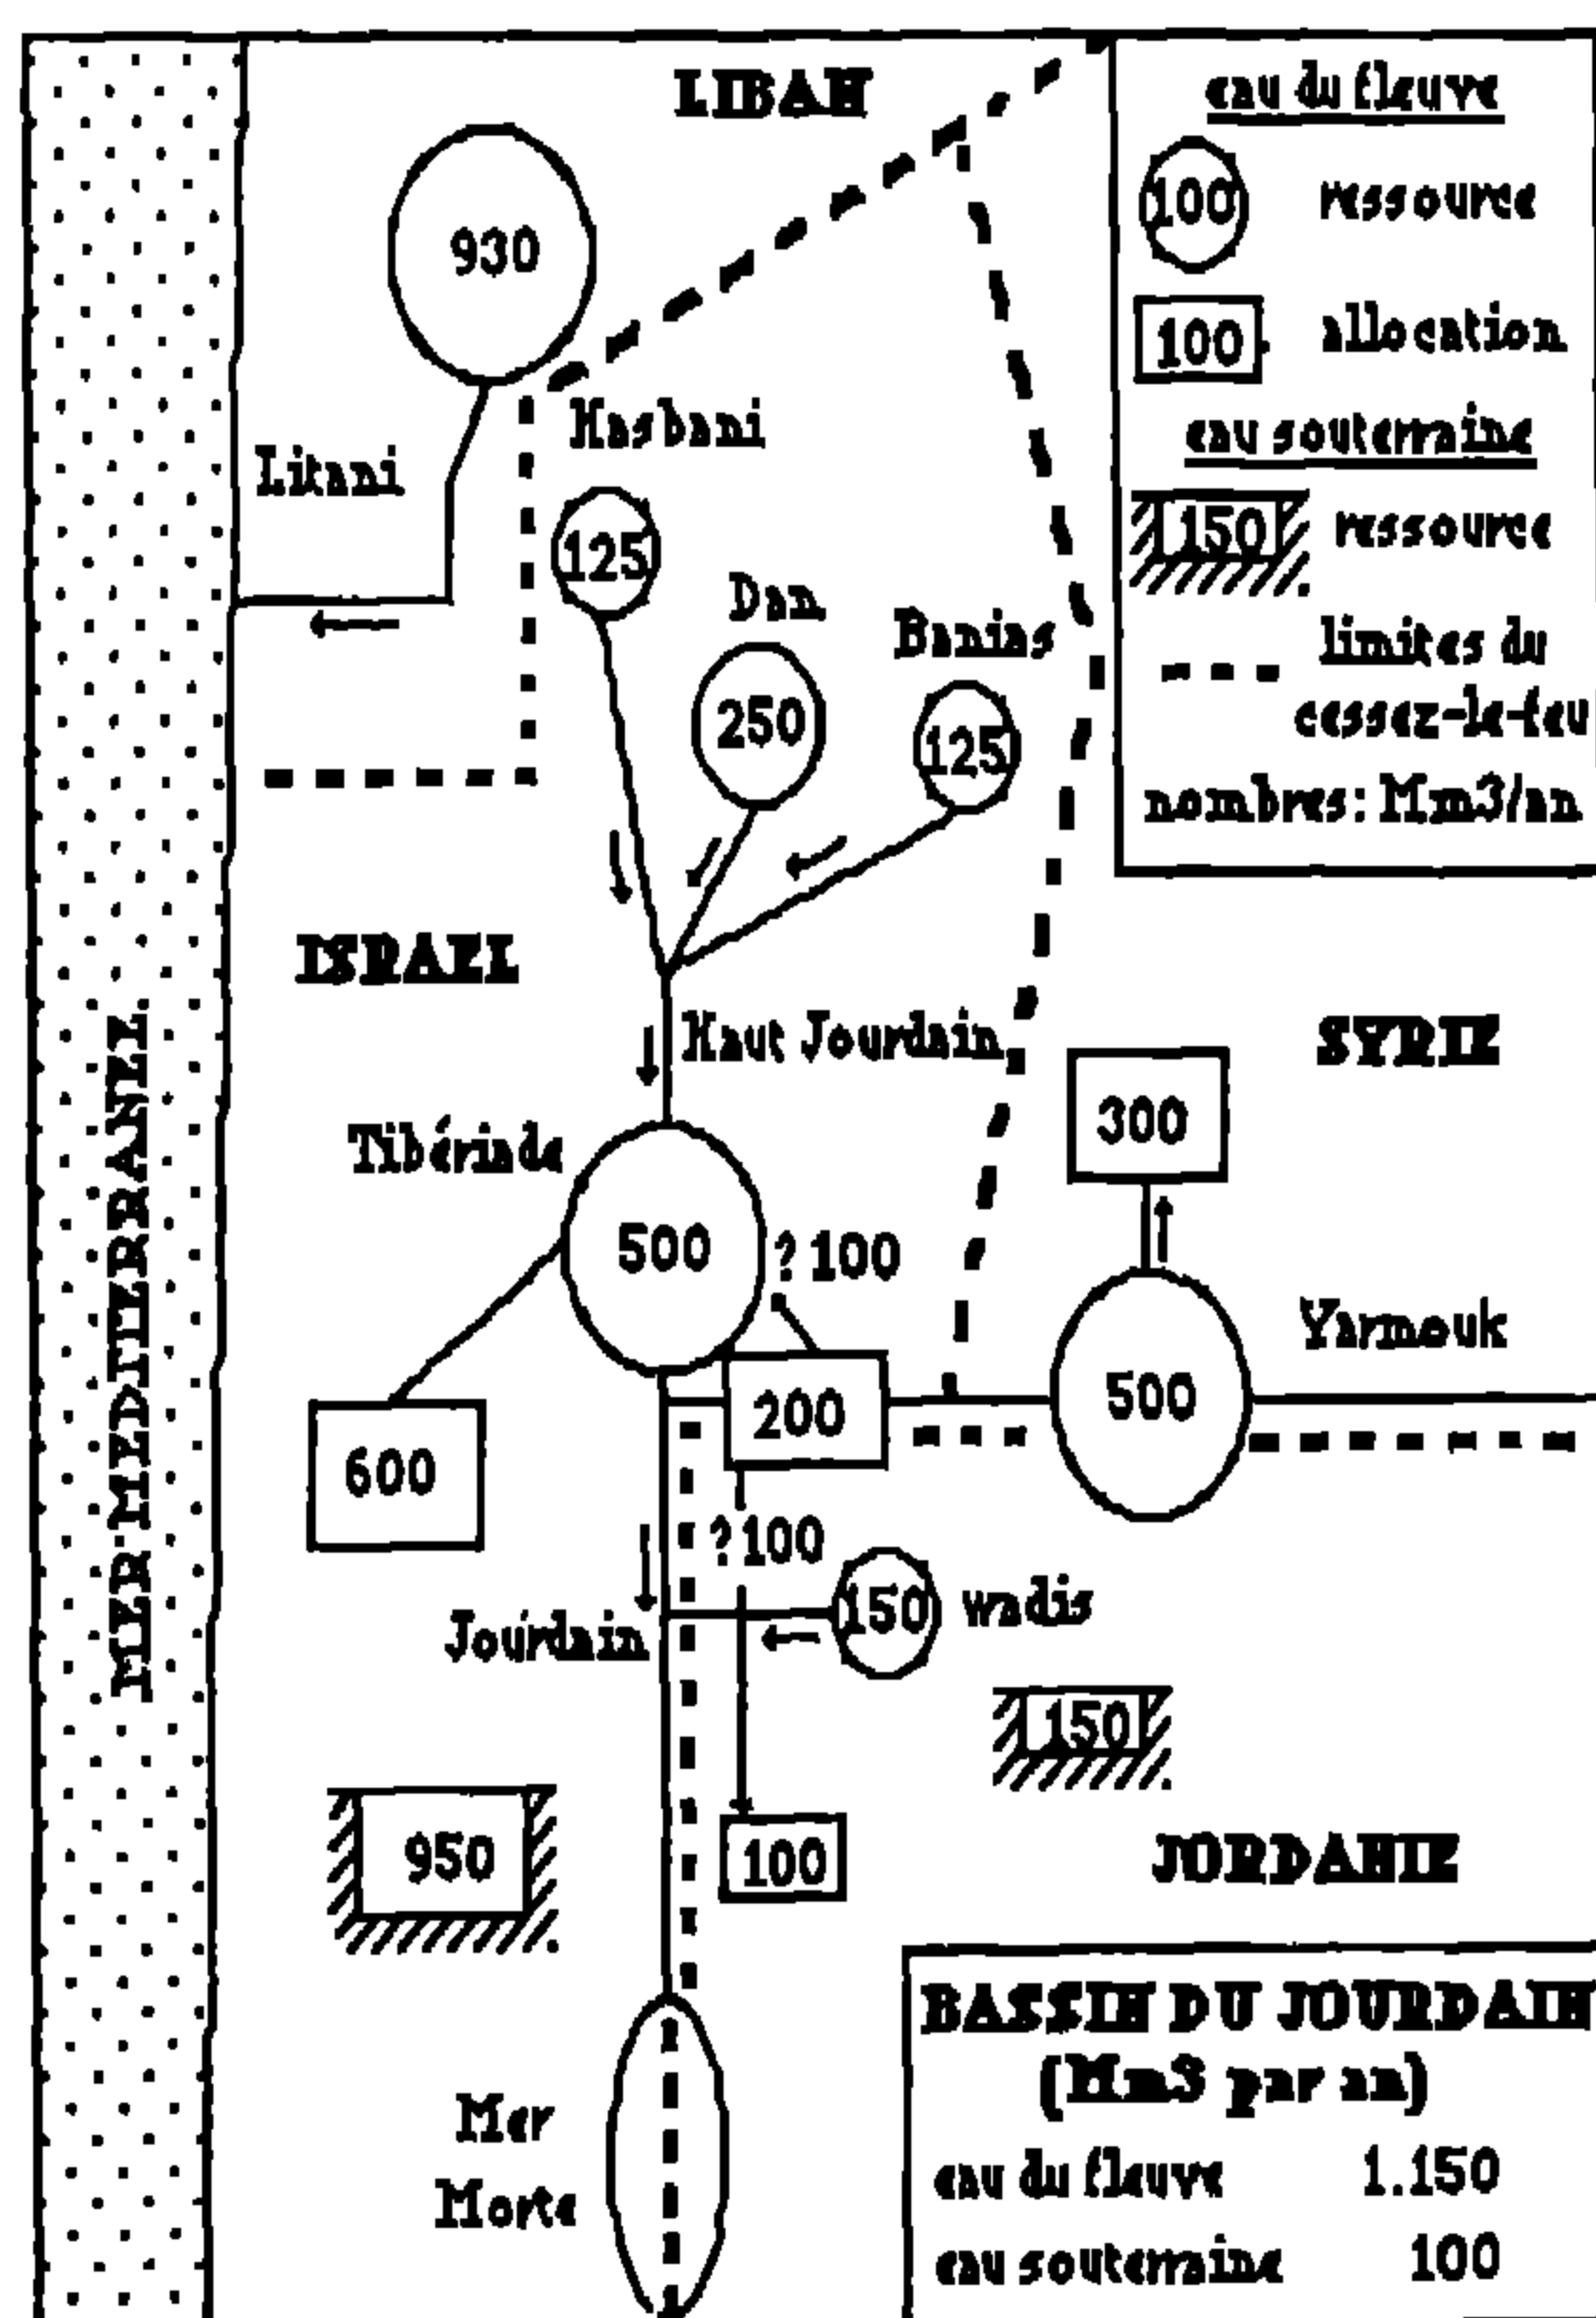 LIBAN
930
Hasbani
Litani
125
Dan
250
Banias
125
eau du fleuve
100 ressource
100 allocation
eau souterraine
150 ressource
limites du
cessez-le-feu
nombres: Mm3/an
ISRAEL
Haut Jourdain
SYRIE
300
Tibériade
500
? 100
Yarmouk
500
200
600
? 100
150 wadis
Jourdain
150
MER MEDITERRANEE
950
100
JORDANIE
BASSIN DU JOURDAIN
(Mm3 par an)
eau du fleuve 1.150
eau souterraine 100
Mer
Morte